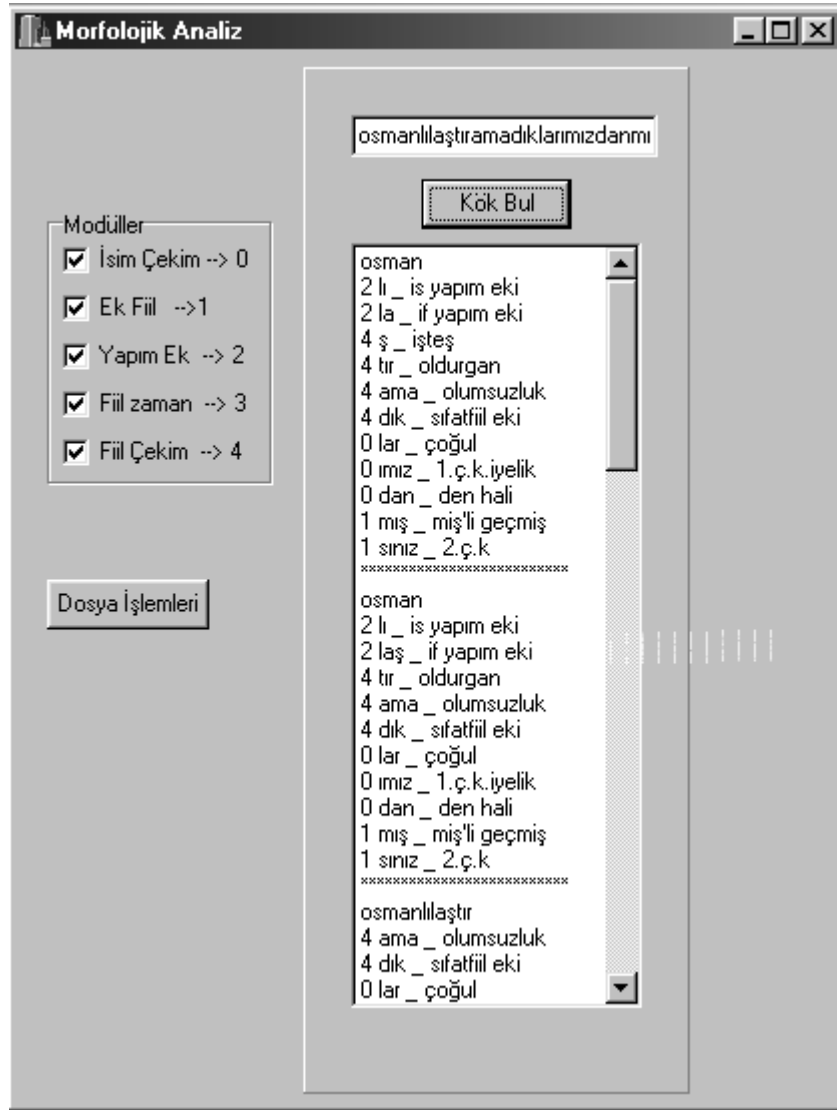 Morfolojik Analiz
osmanlılaştıramadıklarımızdanmı
Kök Bul
Modüller
İsim Çekim --> 0
Ek Fiil -->1
Yapım Ek --> 2
Fiil zaman --> 3
Fiil Çekim --> 4
Dosya İşlemleri
osman
2 lı _ is yapım eki
2 la _ if yapım eki
4 ş _ işteş
4 tır _ oldurgan
4 ama _ olumsuzluk
4 dık _ sıfatfiil eki
0 lar _ çoğul
0 ımız _ 1.ç.k.iyelik
0 dan _ den hali
1 mış _ miş'li geçmiş
1 sınız _ 2.ç.k
**************************
osman
2 lı _ is yapım eki
2 laş _ if yapım eki
4 tır _ oldurgan
4 ama _ olumsuzluk
4 dık _ sıfatfiil eki
0 lar _ çoğul
0 ımız _ 1.ç.k.iyelik
0 dan _ den hali
1 mış _ miş'li geçmiş
1 sınız _ 2.ç.k
**************************
osmanlılaştır
4 ama _ olumsuzluk
4 dık _ sıfatfiil eki
0 lar _ çoğul